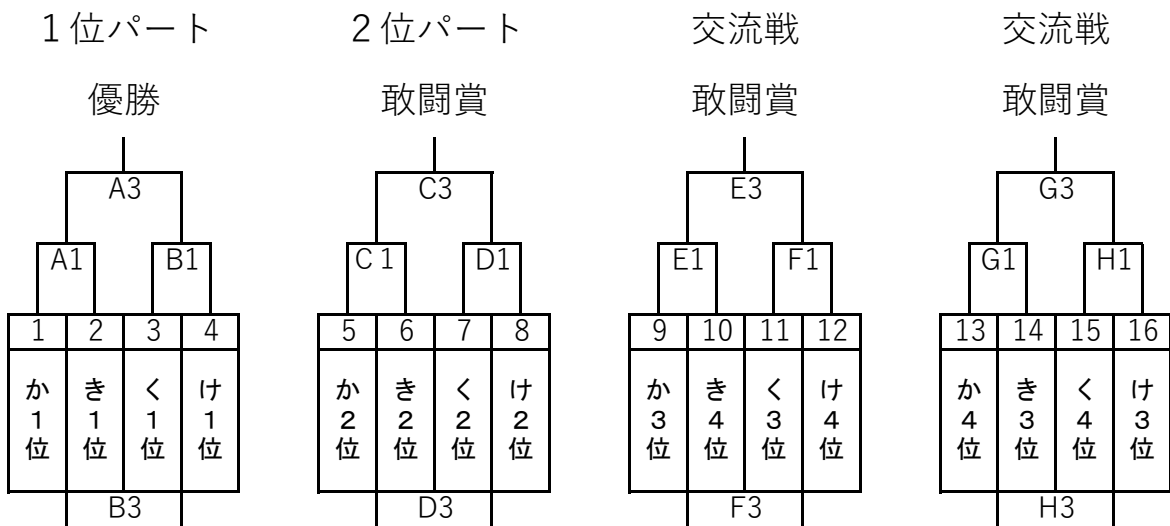 １位パート ２位パート 交流戦 交流戦
優勝 敢闘賞 敢闘賞 敢闘賞
A3 C3 E3 G3
A1 B1 C１ D1 E1 F1 G1 H1
1 2 3 4 5 6 7 8 9 10 11 12 13 14 15 16
か１位 き１位 く１位 け１位 か２位 き２位 く２位 け２位 か３位 き４位 く３位 け４位 か４位 き３位 く４位 け３位
B3 D3 F3 H3